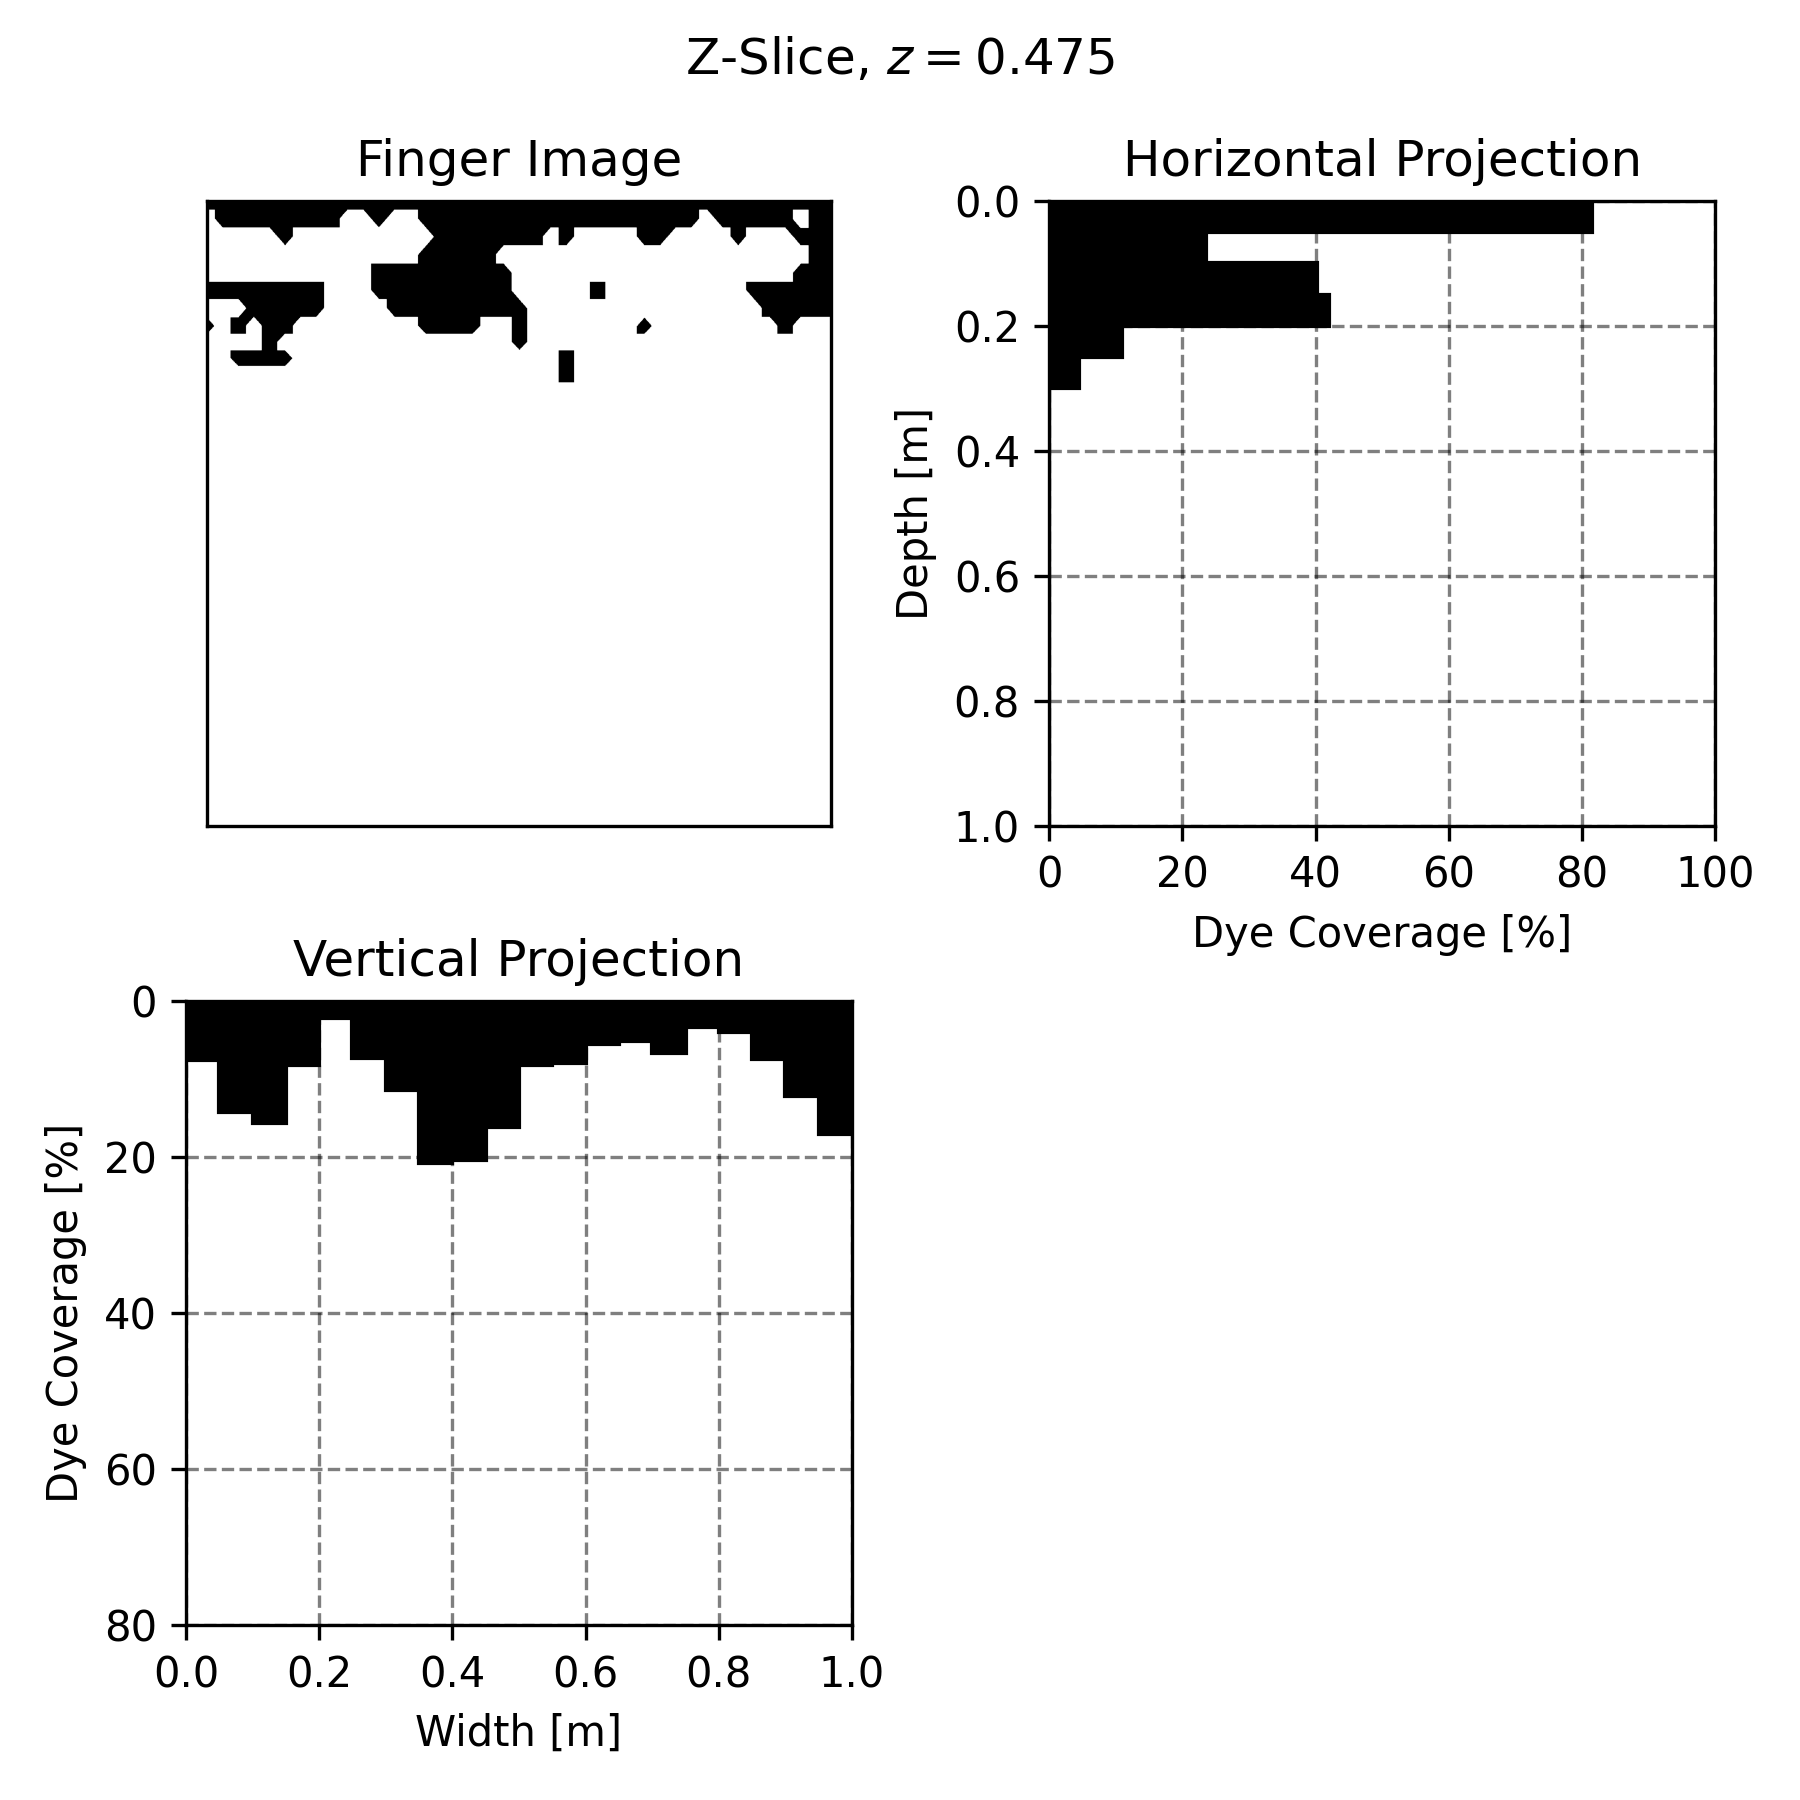 Z-Slice, z = 0.475
Finger Image
Horizontal Projection
0.0
0.2
0.4
0.6
0.8
1.0
Depth [m]
0 20 40 60 80 100
Dye Coverage [%]
Vertical Projection
0
20
40
60
80
Dye Coverage [%]
0.0 0.2 0.4 0.6 0.8 1.0
Width [m]